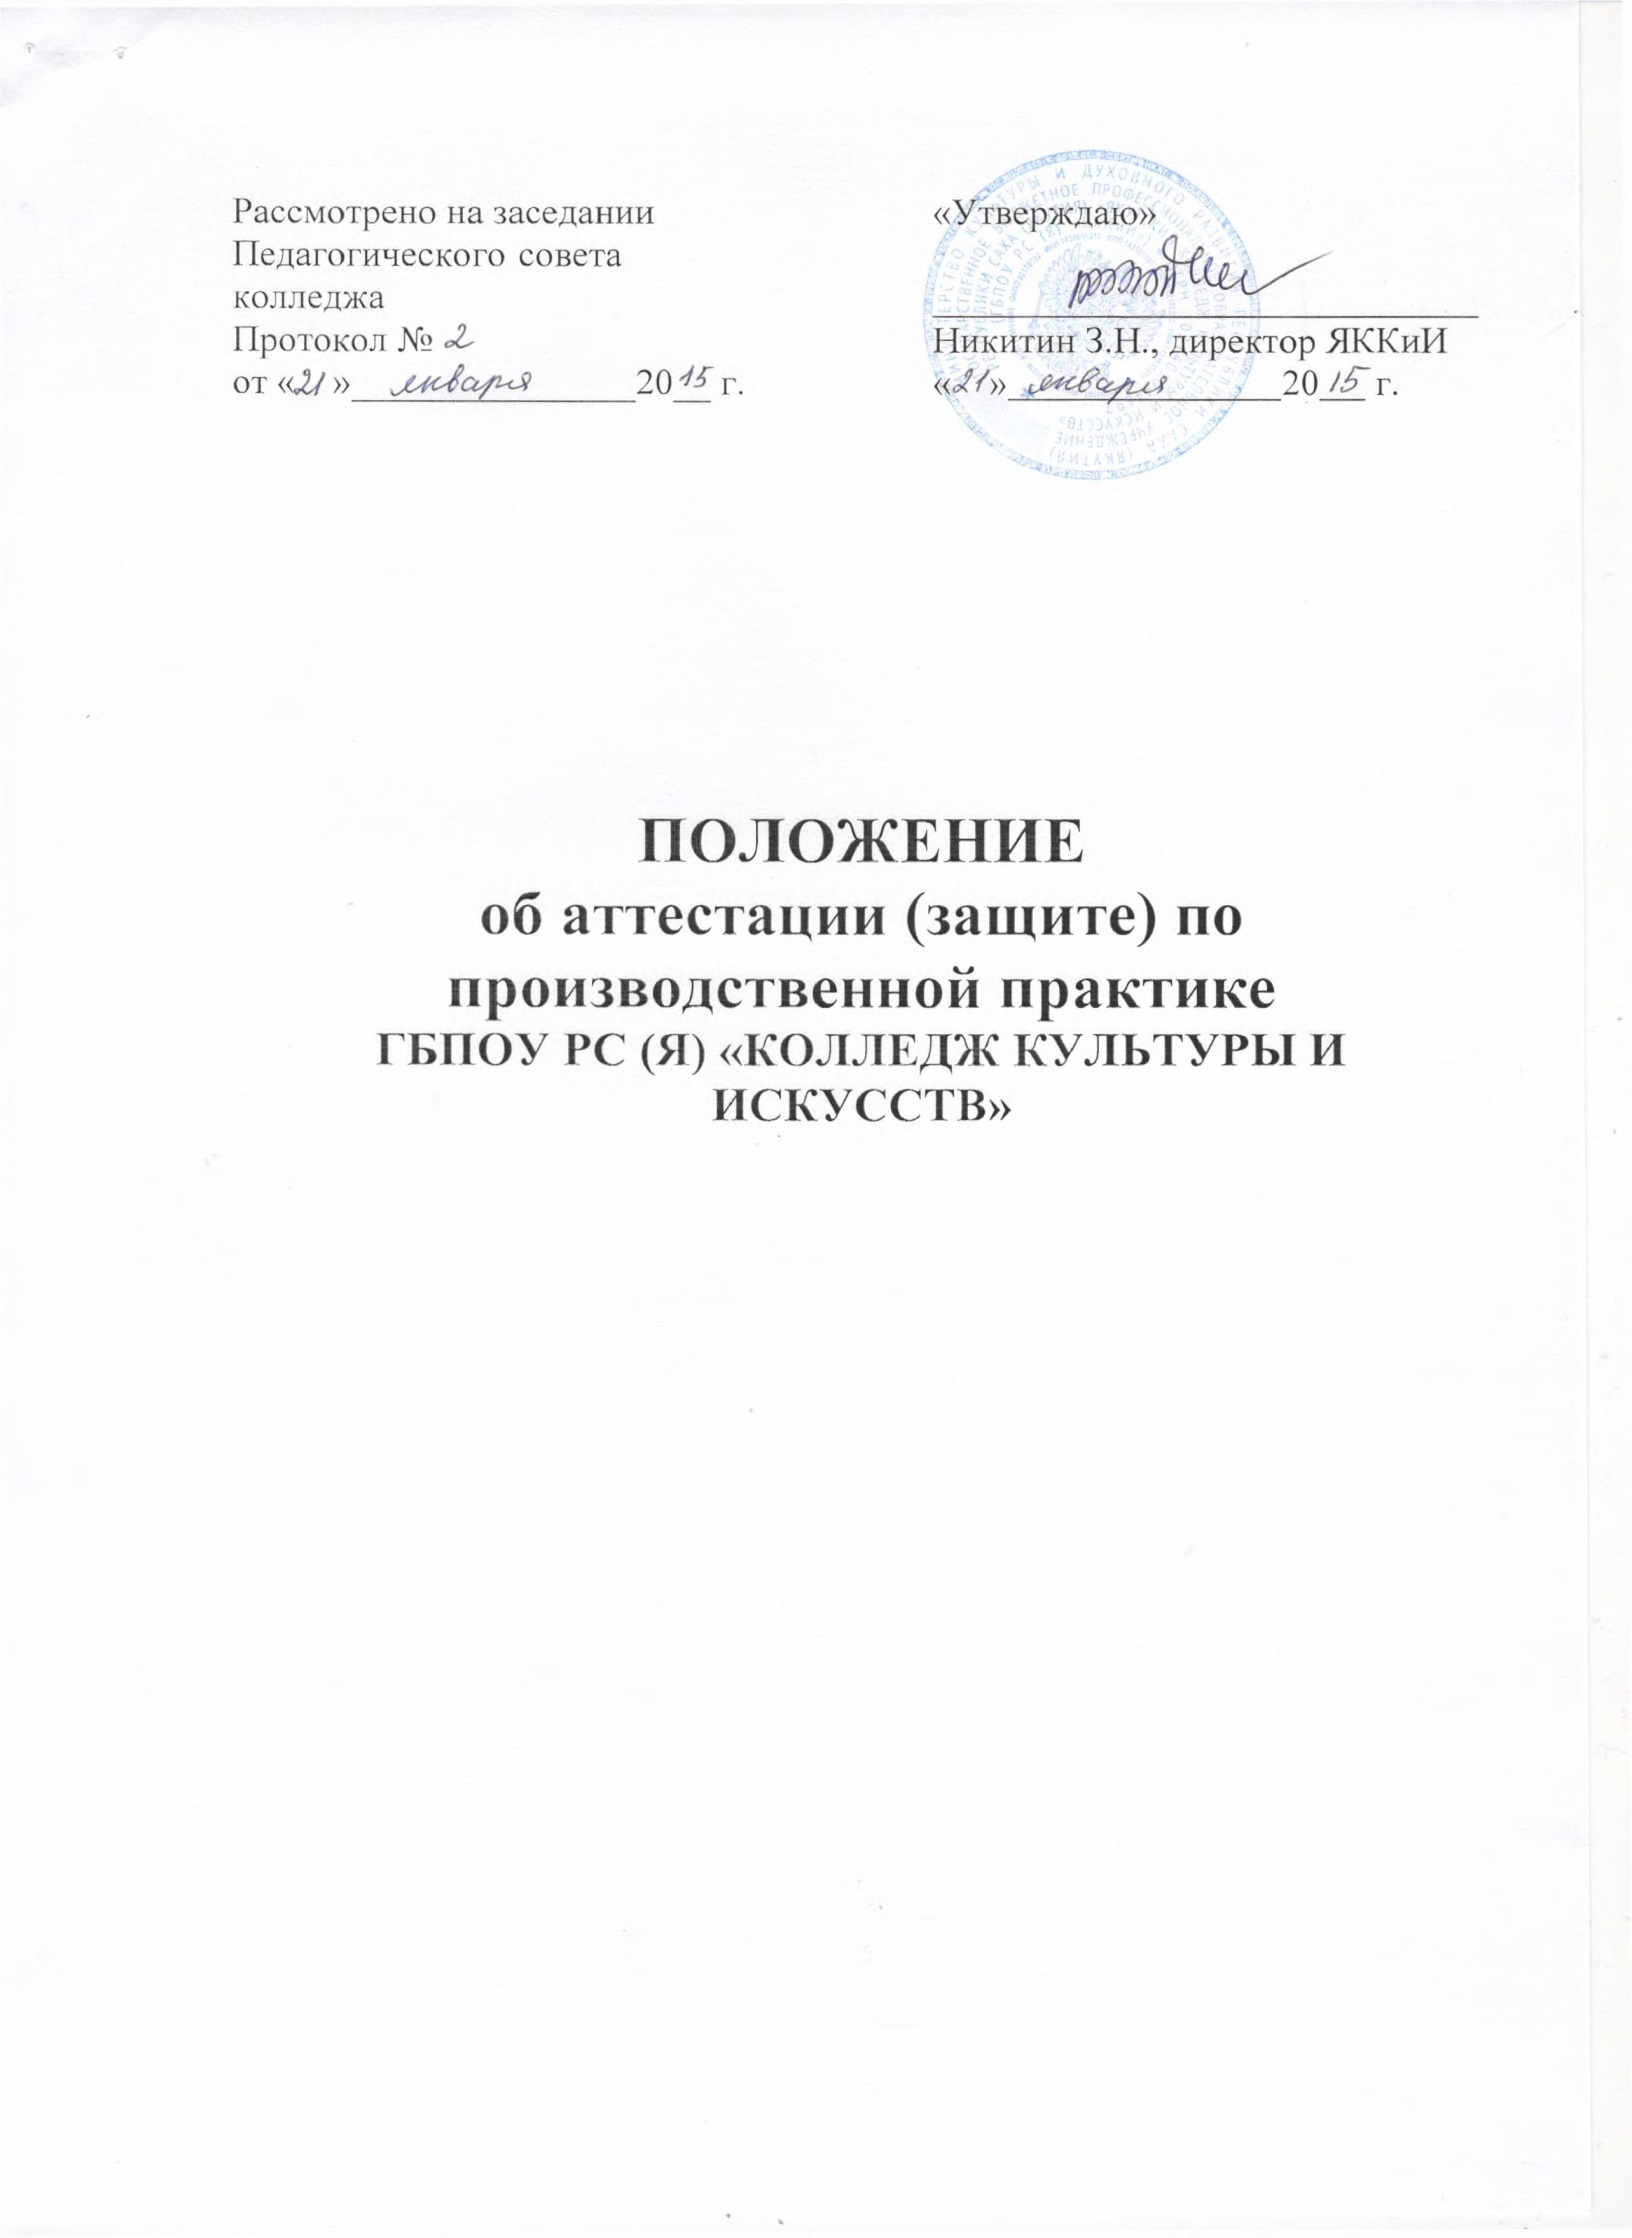 Рассмотрено на заседании
Педагогического совета
колледжа
Протокол № 2
от «21» января 2015 г.
«Утверждаю»
Никитин З.Н., директор ЯККиИ
«21» января 2015 г.
ПОЛОЖЕНИЕ
об аттестации (защите) по
производственной практике
ГБПОУ РС (Я) «КОЛЛЕДЖ КУЛЬТУРЫ И
ИСКУССТВ»